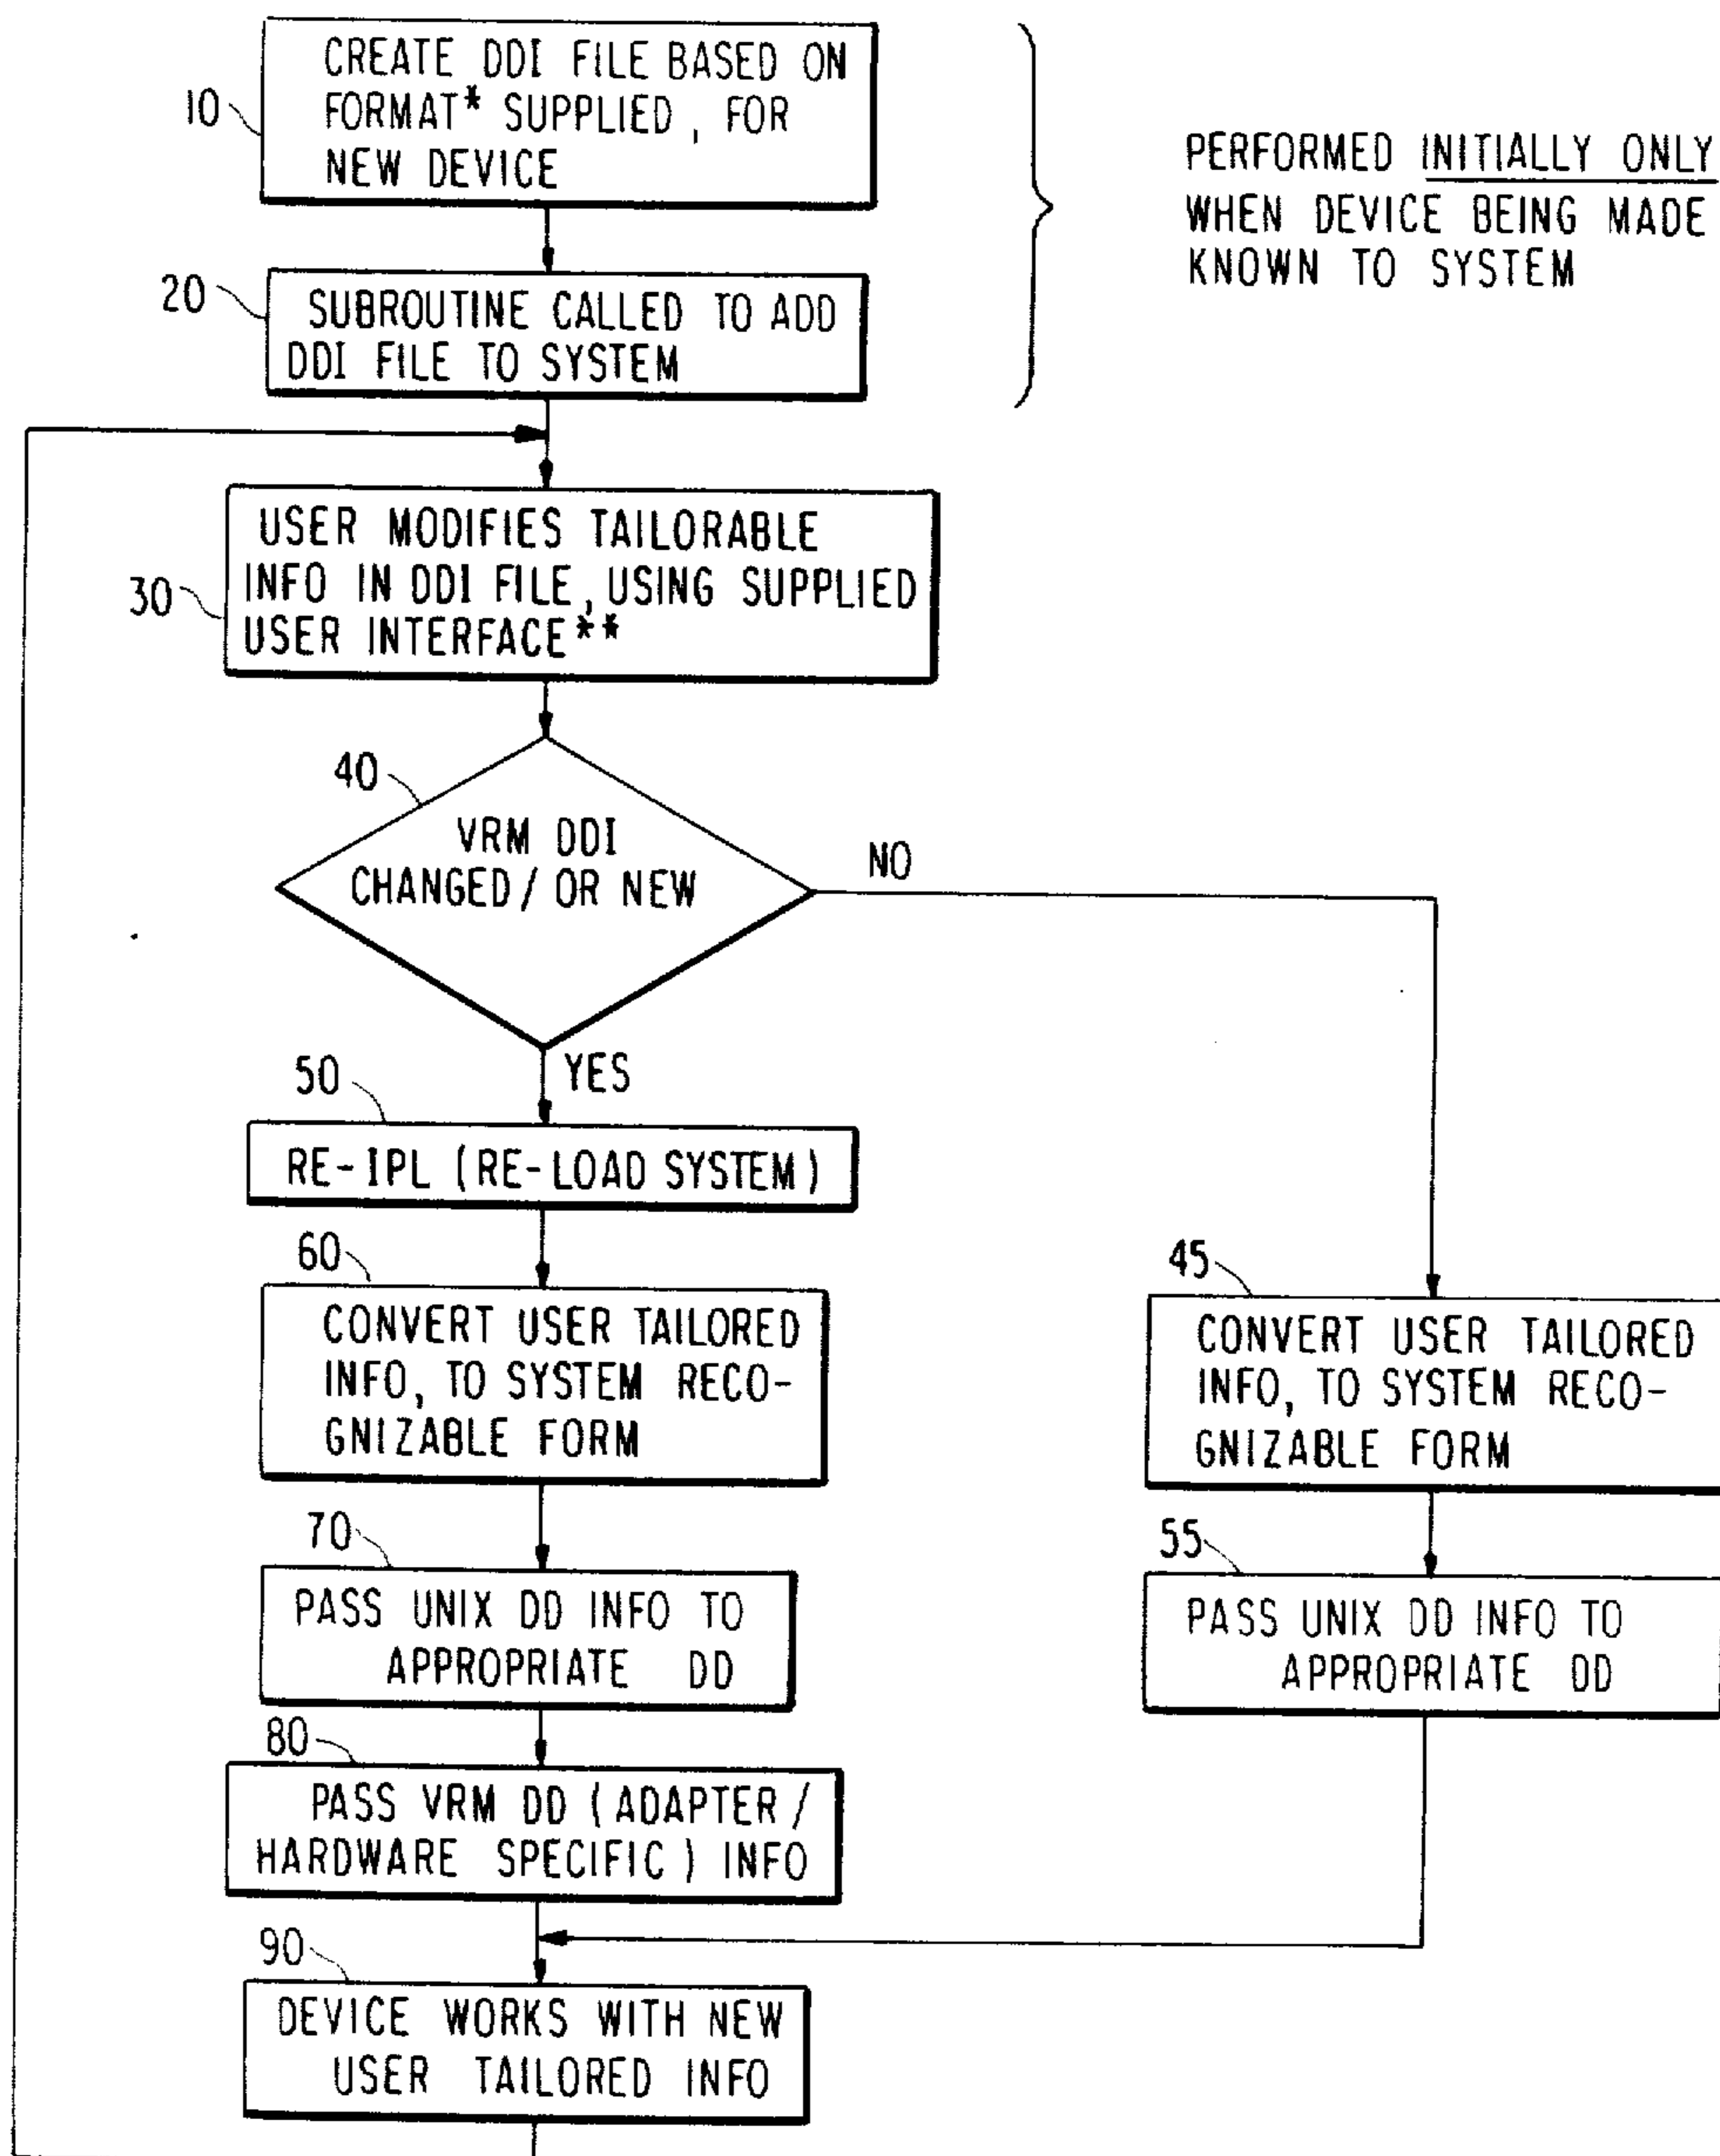 10
CREATE DDI FILE BASED ON
FORMAT* SUPPLIED, FOR
NEW DEVICE
PERFORMED INITIALLY ONLY
WHEN DEVICE BEING MADE
KNOWN TO SYSTEM
20
SUBROUTINE CALLED TO ADD
DDI FILE TO SYSTEM
30
USER MODIFIES TAILORABLE
INFO IN DDI FILE, USING SUPPLIED
USER INTERFACE**
40
VRM DDI
CHANGED/ OR NEW
NO
YES
50
RE-IPL (RE-LOAD SYSTEM)
60
CONVERT USER TAILORED
INFO, TO SYSTEM RECO-
GNIZABLE FORM
45
CONVERT USER TAILORED
INFO, TO SYSTEM RECO-
GNIZABLE FORM
70
PASS UNIX DD INFO TO
APPROPRIATE DD
55
PASS UNIX DD INFO TO
APPROPRIATE DD
80
PASS VRM DD (ADAPTER/
HARDWARE SPECIFIC) INFO
90
DEVICE WORKS WITH NEW
USER TAILORED INFO